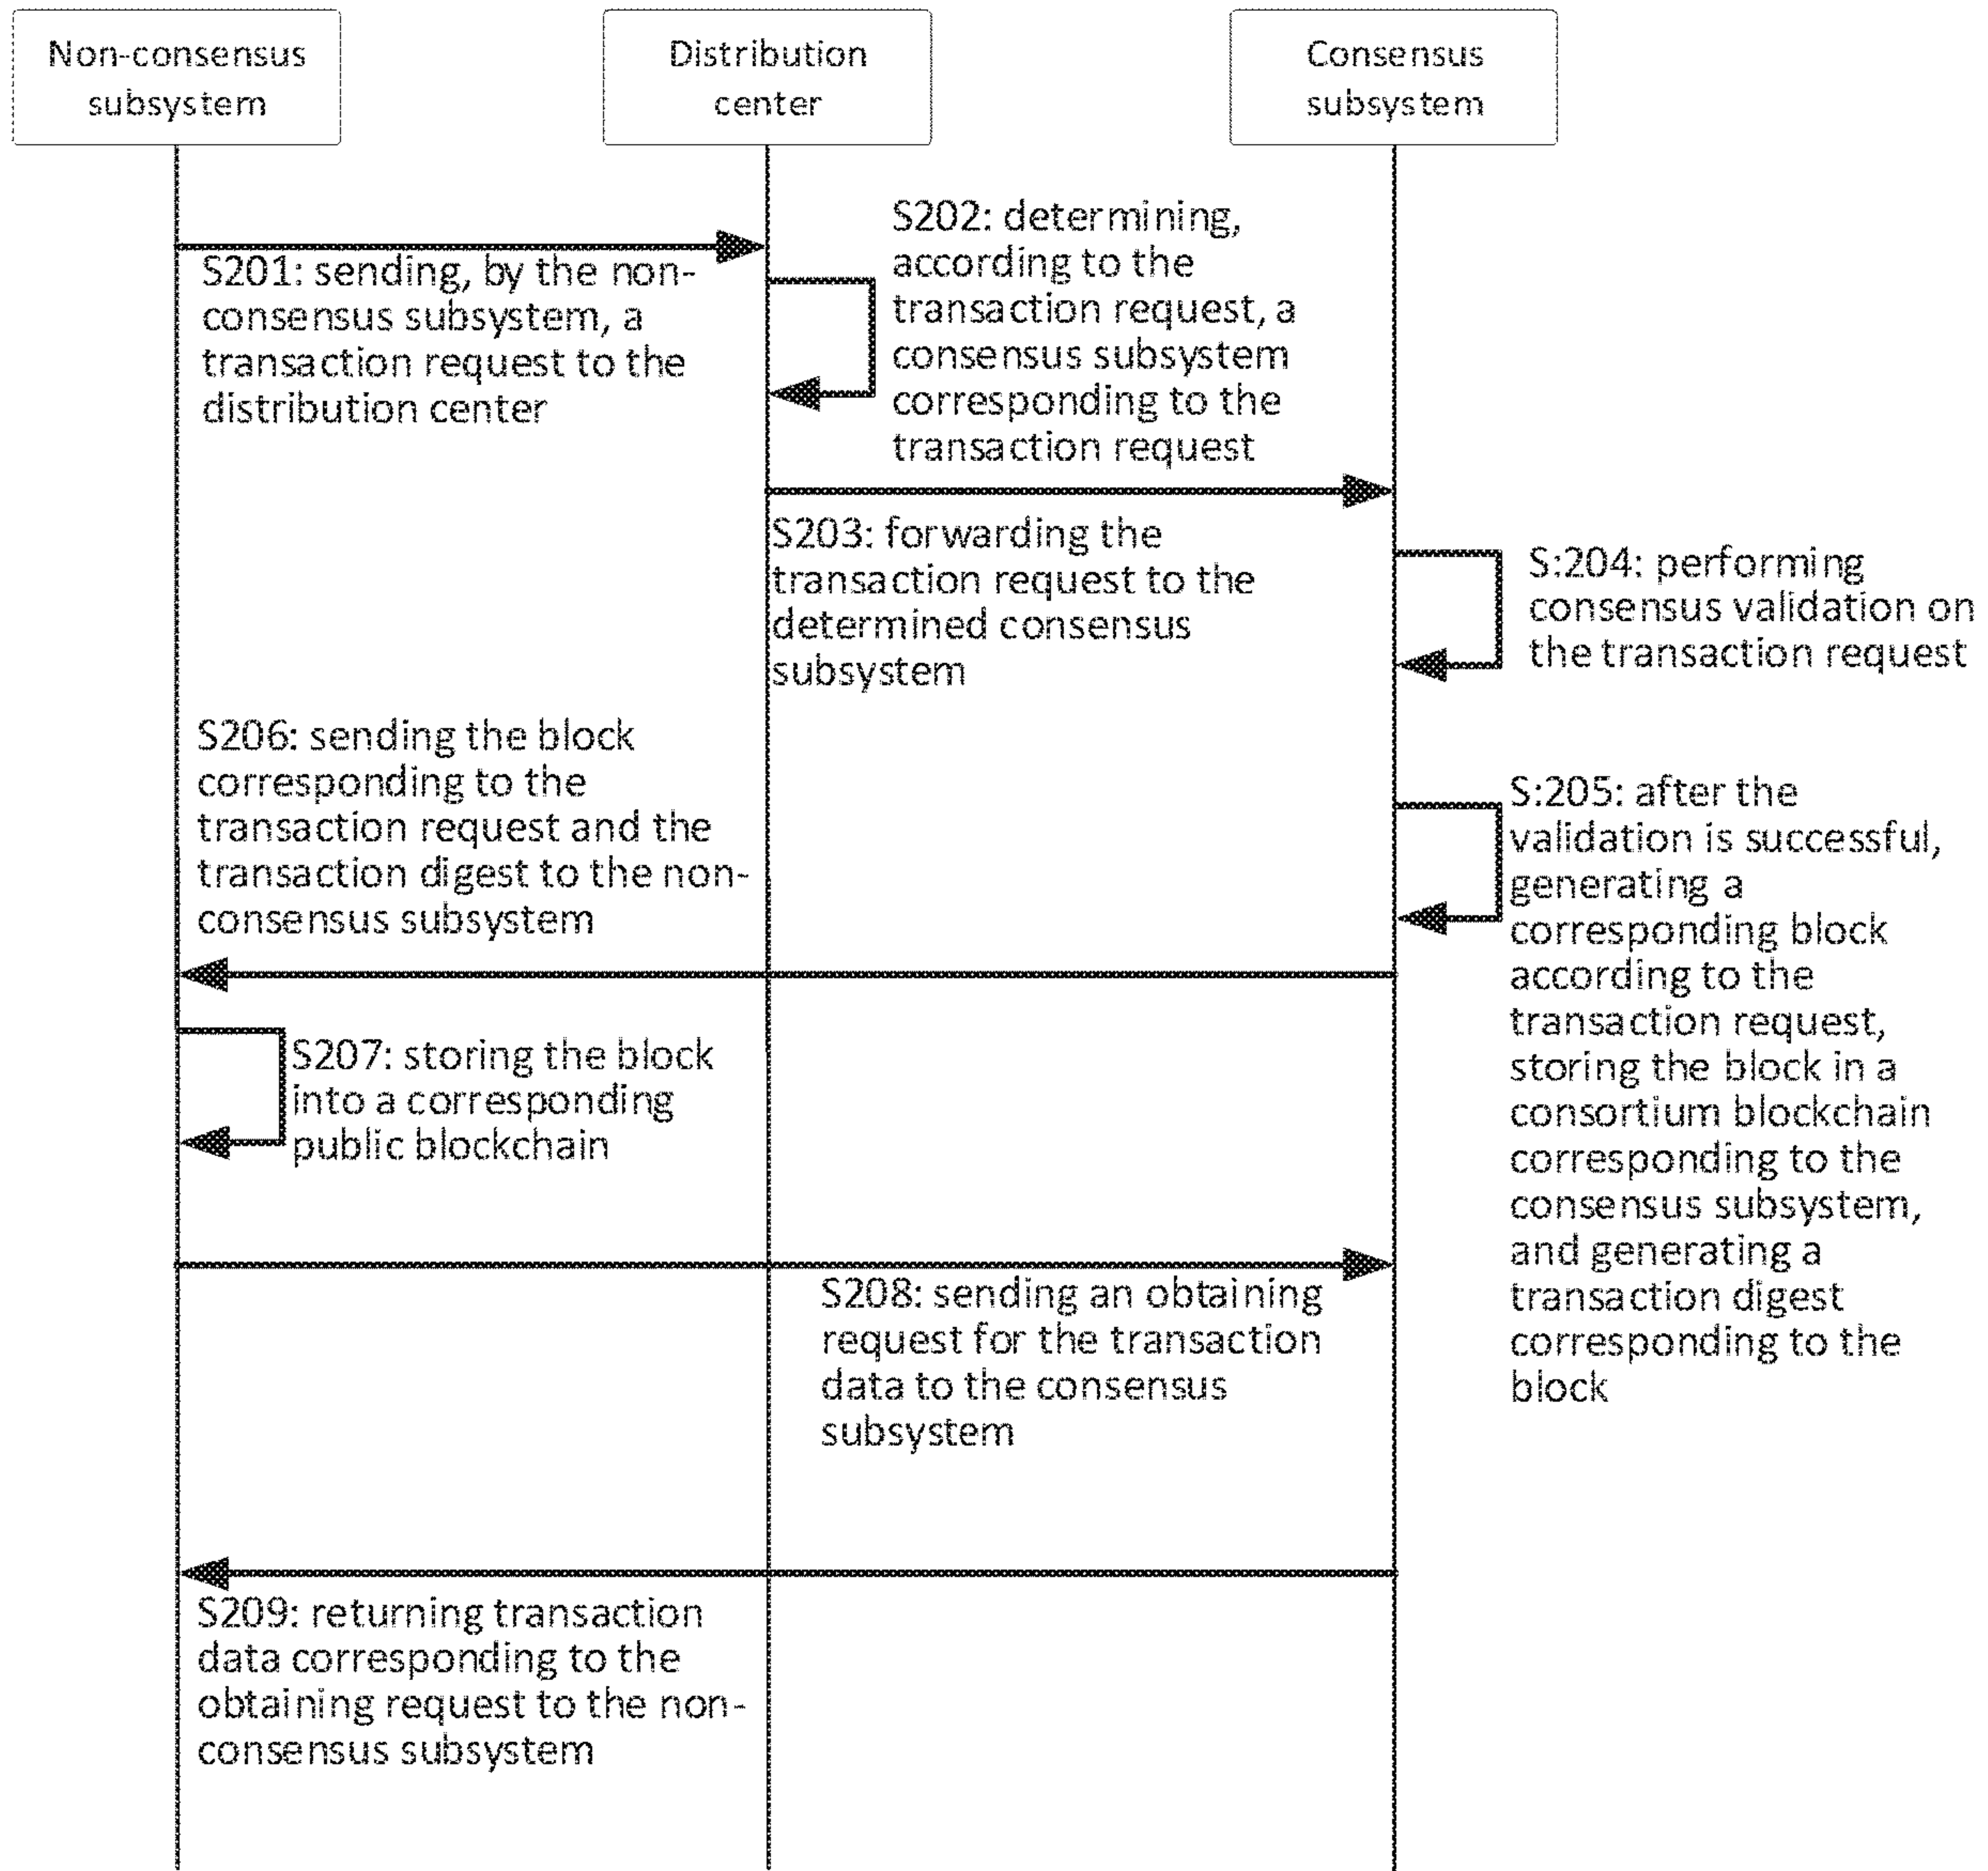 Non-consensus
subsystem
Distribution
center
Consensus
subsystem
S201: sending, by the non-
consensus subsystem, a
transaction request to the
distribution center
S202: determining,
according to the
transaction request, a
consensus subsystem
corresponding to the
transaction request
S203: forwarding the
transaction request to the
determined consensus
subsystem
S:204: performing
consensus validation on
the transaction request
S:205: after the
validation is successful,
generating a
corresponding block
according to the
transaction request,
storing the block in a
consortium blockchain
corresponding to the
consensus subsystem,
and generating a
transaction digest
corresponding to the
block
S206: sending the block
corresponding to the
transaction request and the
transaction digest to the non-
consensus subsystem
S207: storing the block
into a corresponding
public blockchain
S208: sending an obtaining
request for the transaction
data to the consensus
subsystem
S209: returning transaction
data corresponding to the
obtaining request to the non-
consensus subsystem